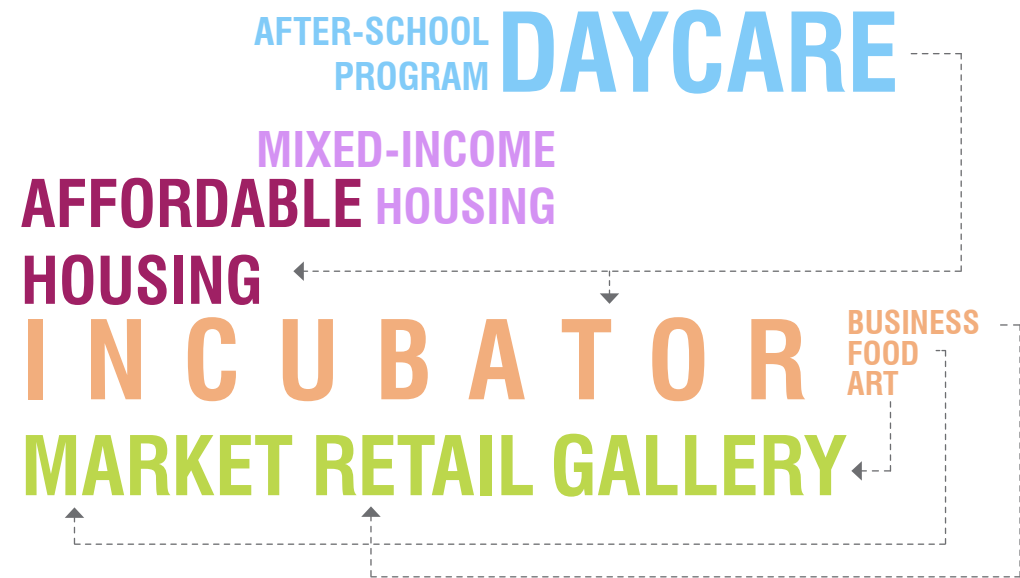 AFTER-SCHOOL
PROGRAM DAYCARE
MIXED-INCOME
HOUSING
AFFORDABLE
HOUSING
INCUBATOR
BUSINESS
FOOD
ART
MARKET RETAIL GALLERY